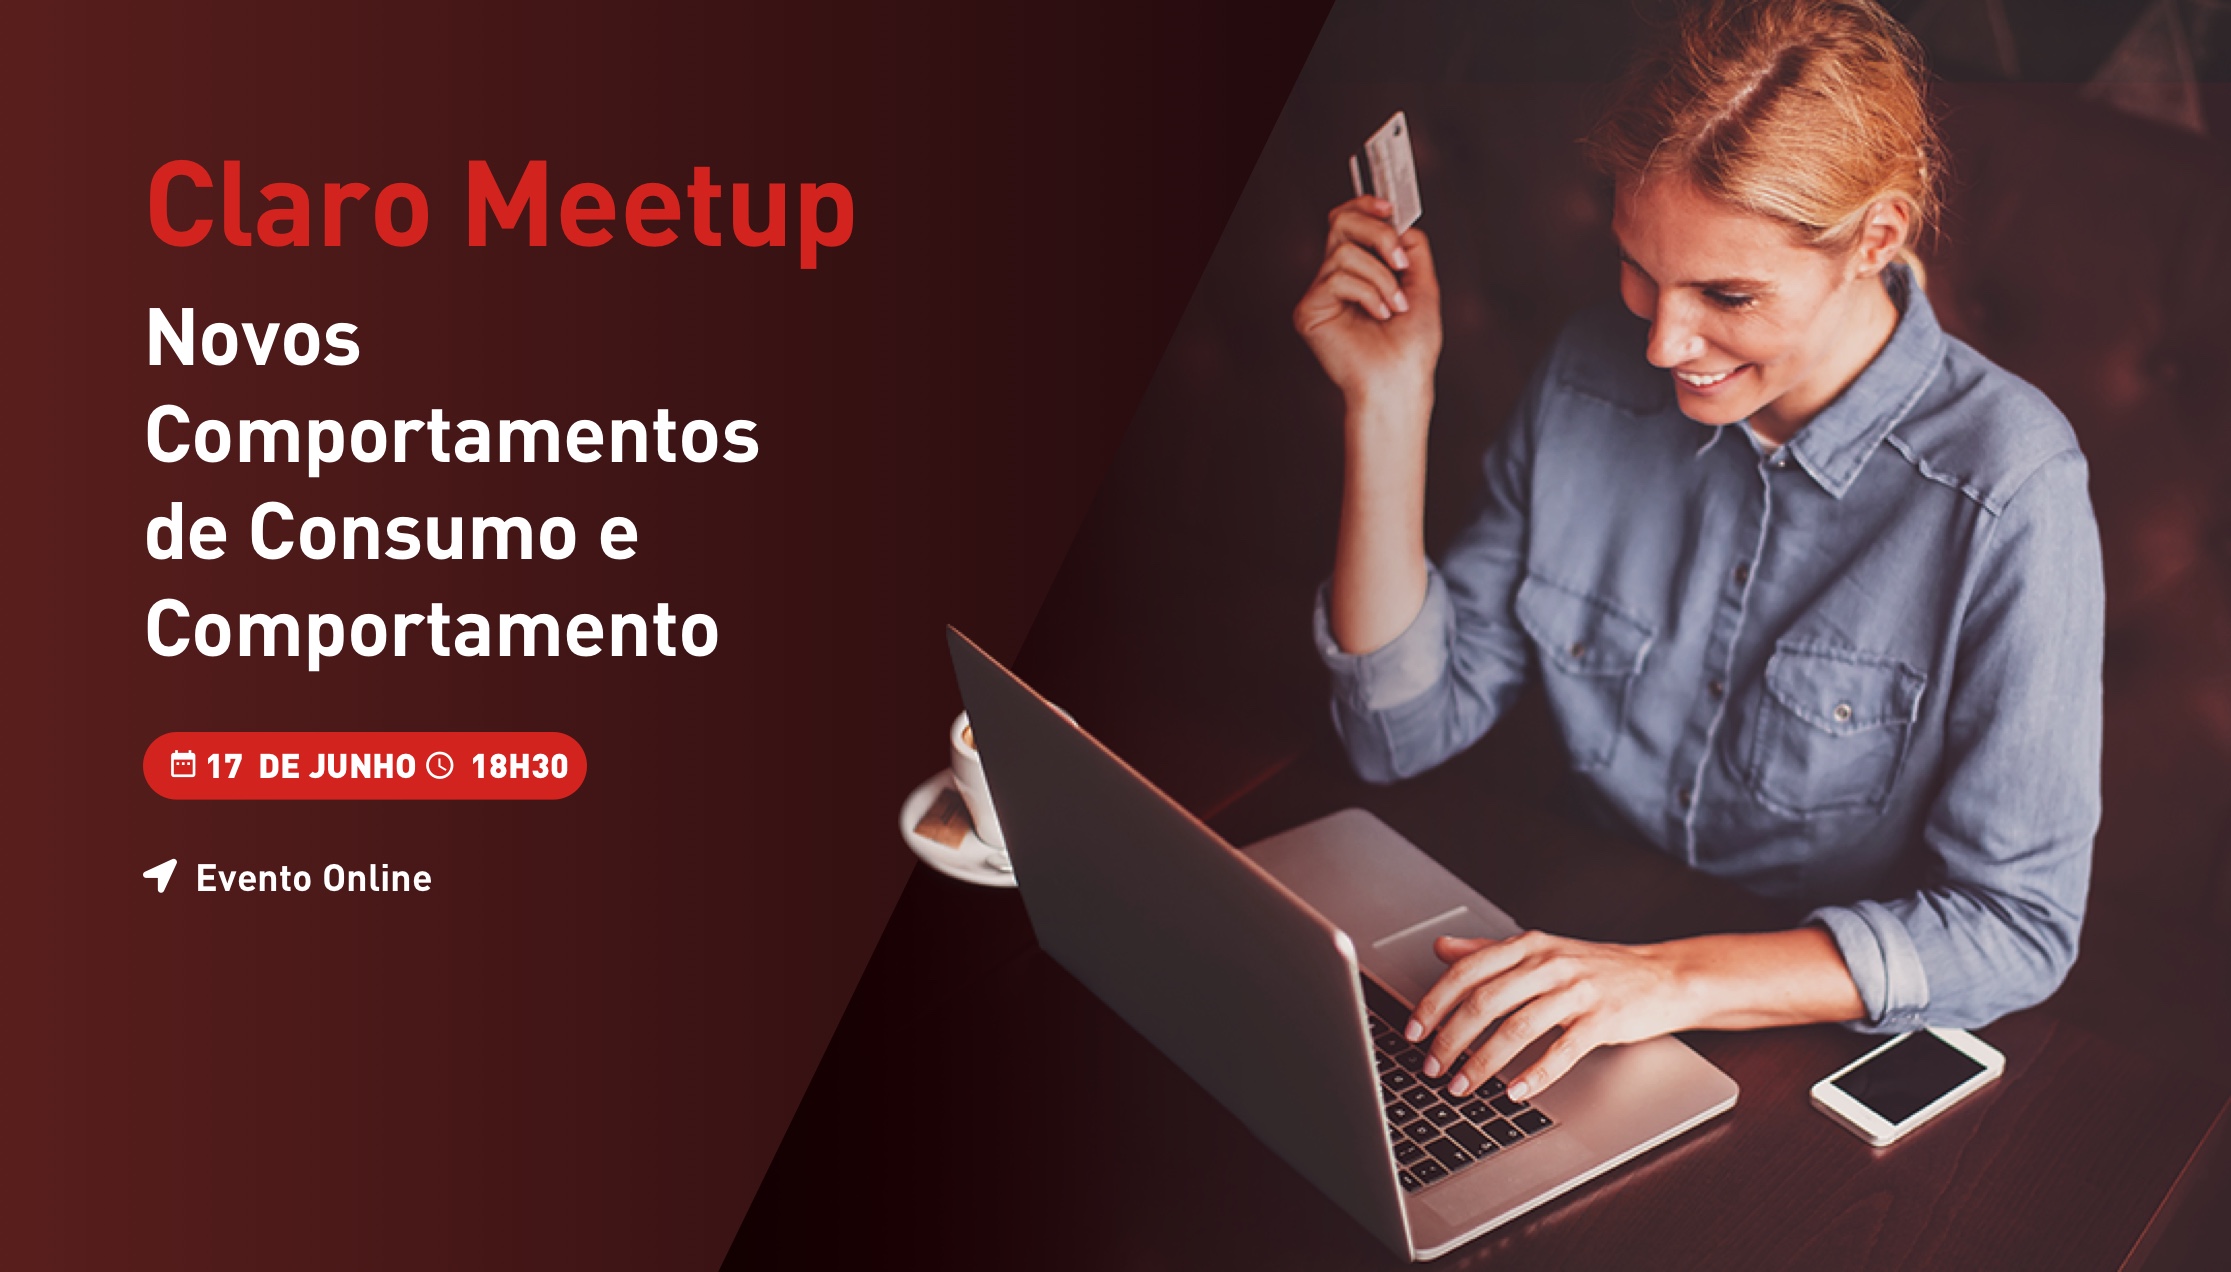 Claro Meetup
Novos
Comportamentos
de Consumo e
Comportamento
17 DE JUNHO 18H30
Evento Online